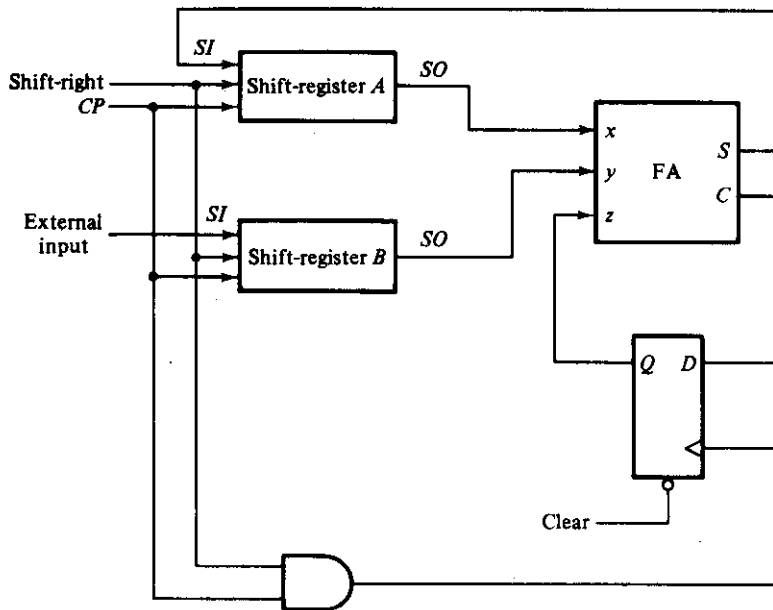 SI
Shift-right
CP
Shift-register A
SO
x
y
z
FA
S
C
External
input
SI
Shift-register B
SO
Q
D
Clear